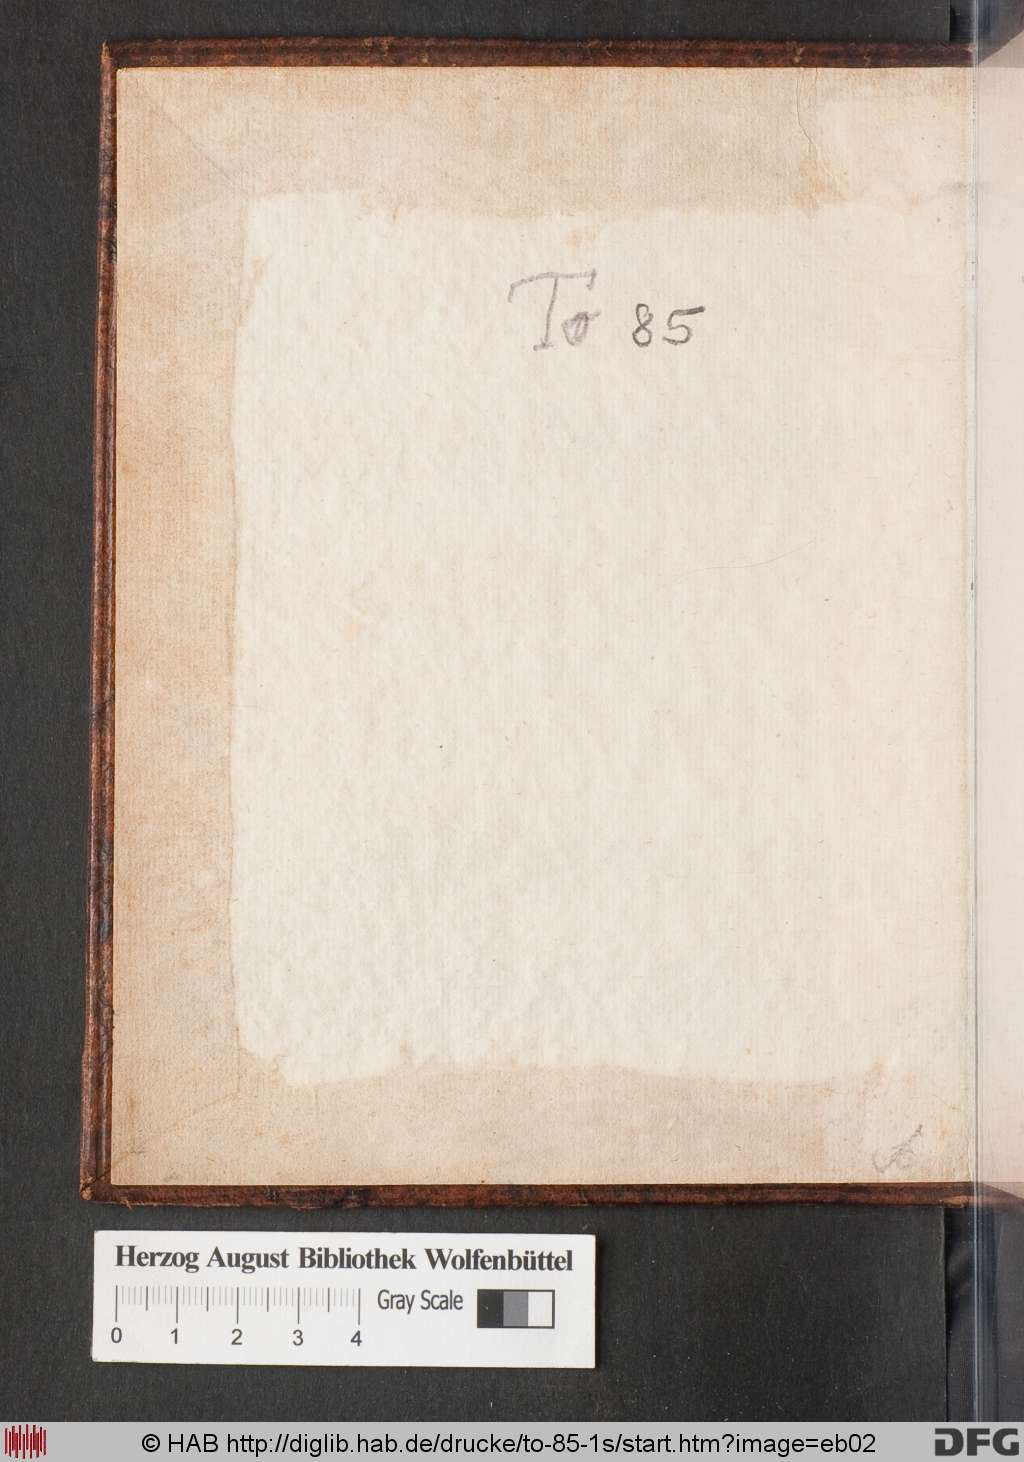 To 85
Herzog August Bibliothek Wolfenbüttel
Gray Scale
0 1 2 3 4
© HAB http://diglib.hab.de/drucke/to-85-1s/start.htm?image=eb02
DFG